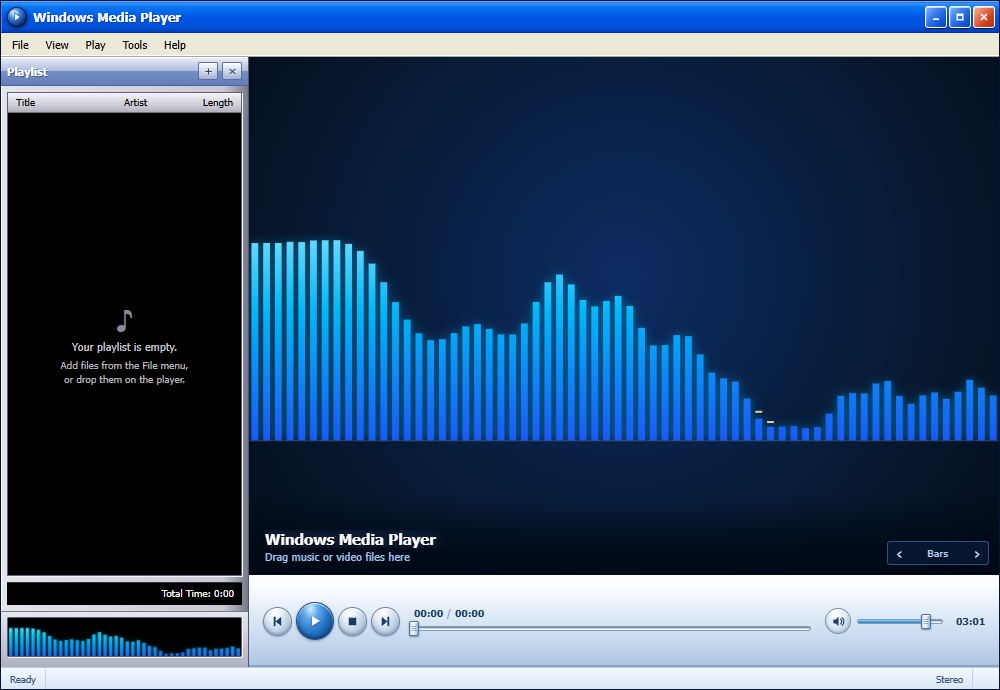 Windows Media Player
File View Play Tools Help
Playlist
Title Artist Length
Your playlist is empty.
Add files from the File menu,
or drop them on the player.
Total Time: 0:00
Windows Media Player
Drag music or video files here
Bars
00:00 / 00:00
03:01
Ready
Stereo